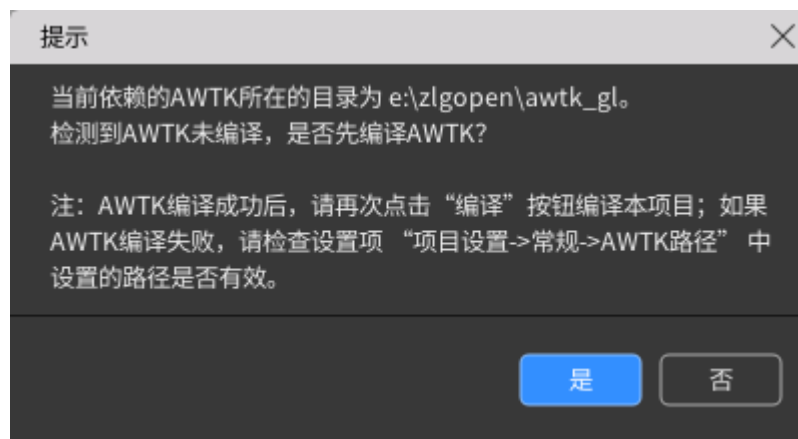 提示
当前依赖的AWTK所在的目录为 e:\zlgopen\awtk_gl。
检测到AWTK未编译，是否先编译AWTK？
注：AWTK编译成功后，请再次点击“编译”按钮编译本项目；如果
AWTK编译失败，请检查设置项 “项目设置->常规->AWTK路径” 中
设置的路径是否有效。
是
否